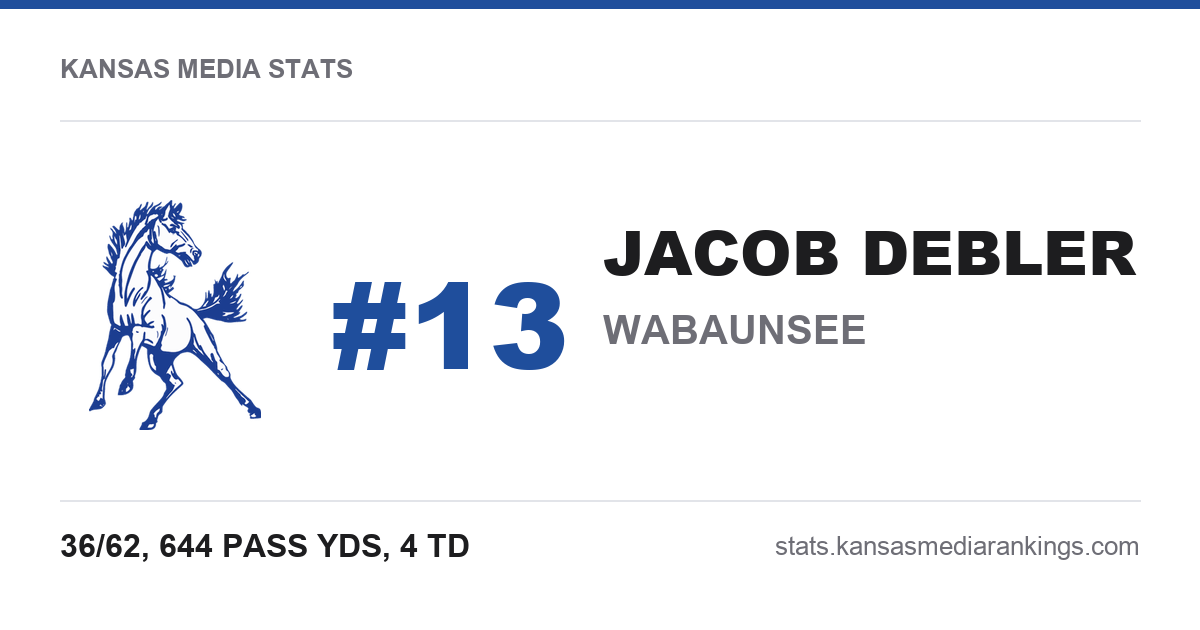 KANSAS MEDIA STATS
#13
JACOB DEBLER
WABAUNSEE
36/62, 644 PASS YDS, 4 TD
stats.kansasmediarankings.com